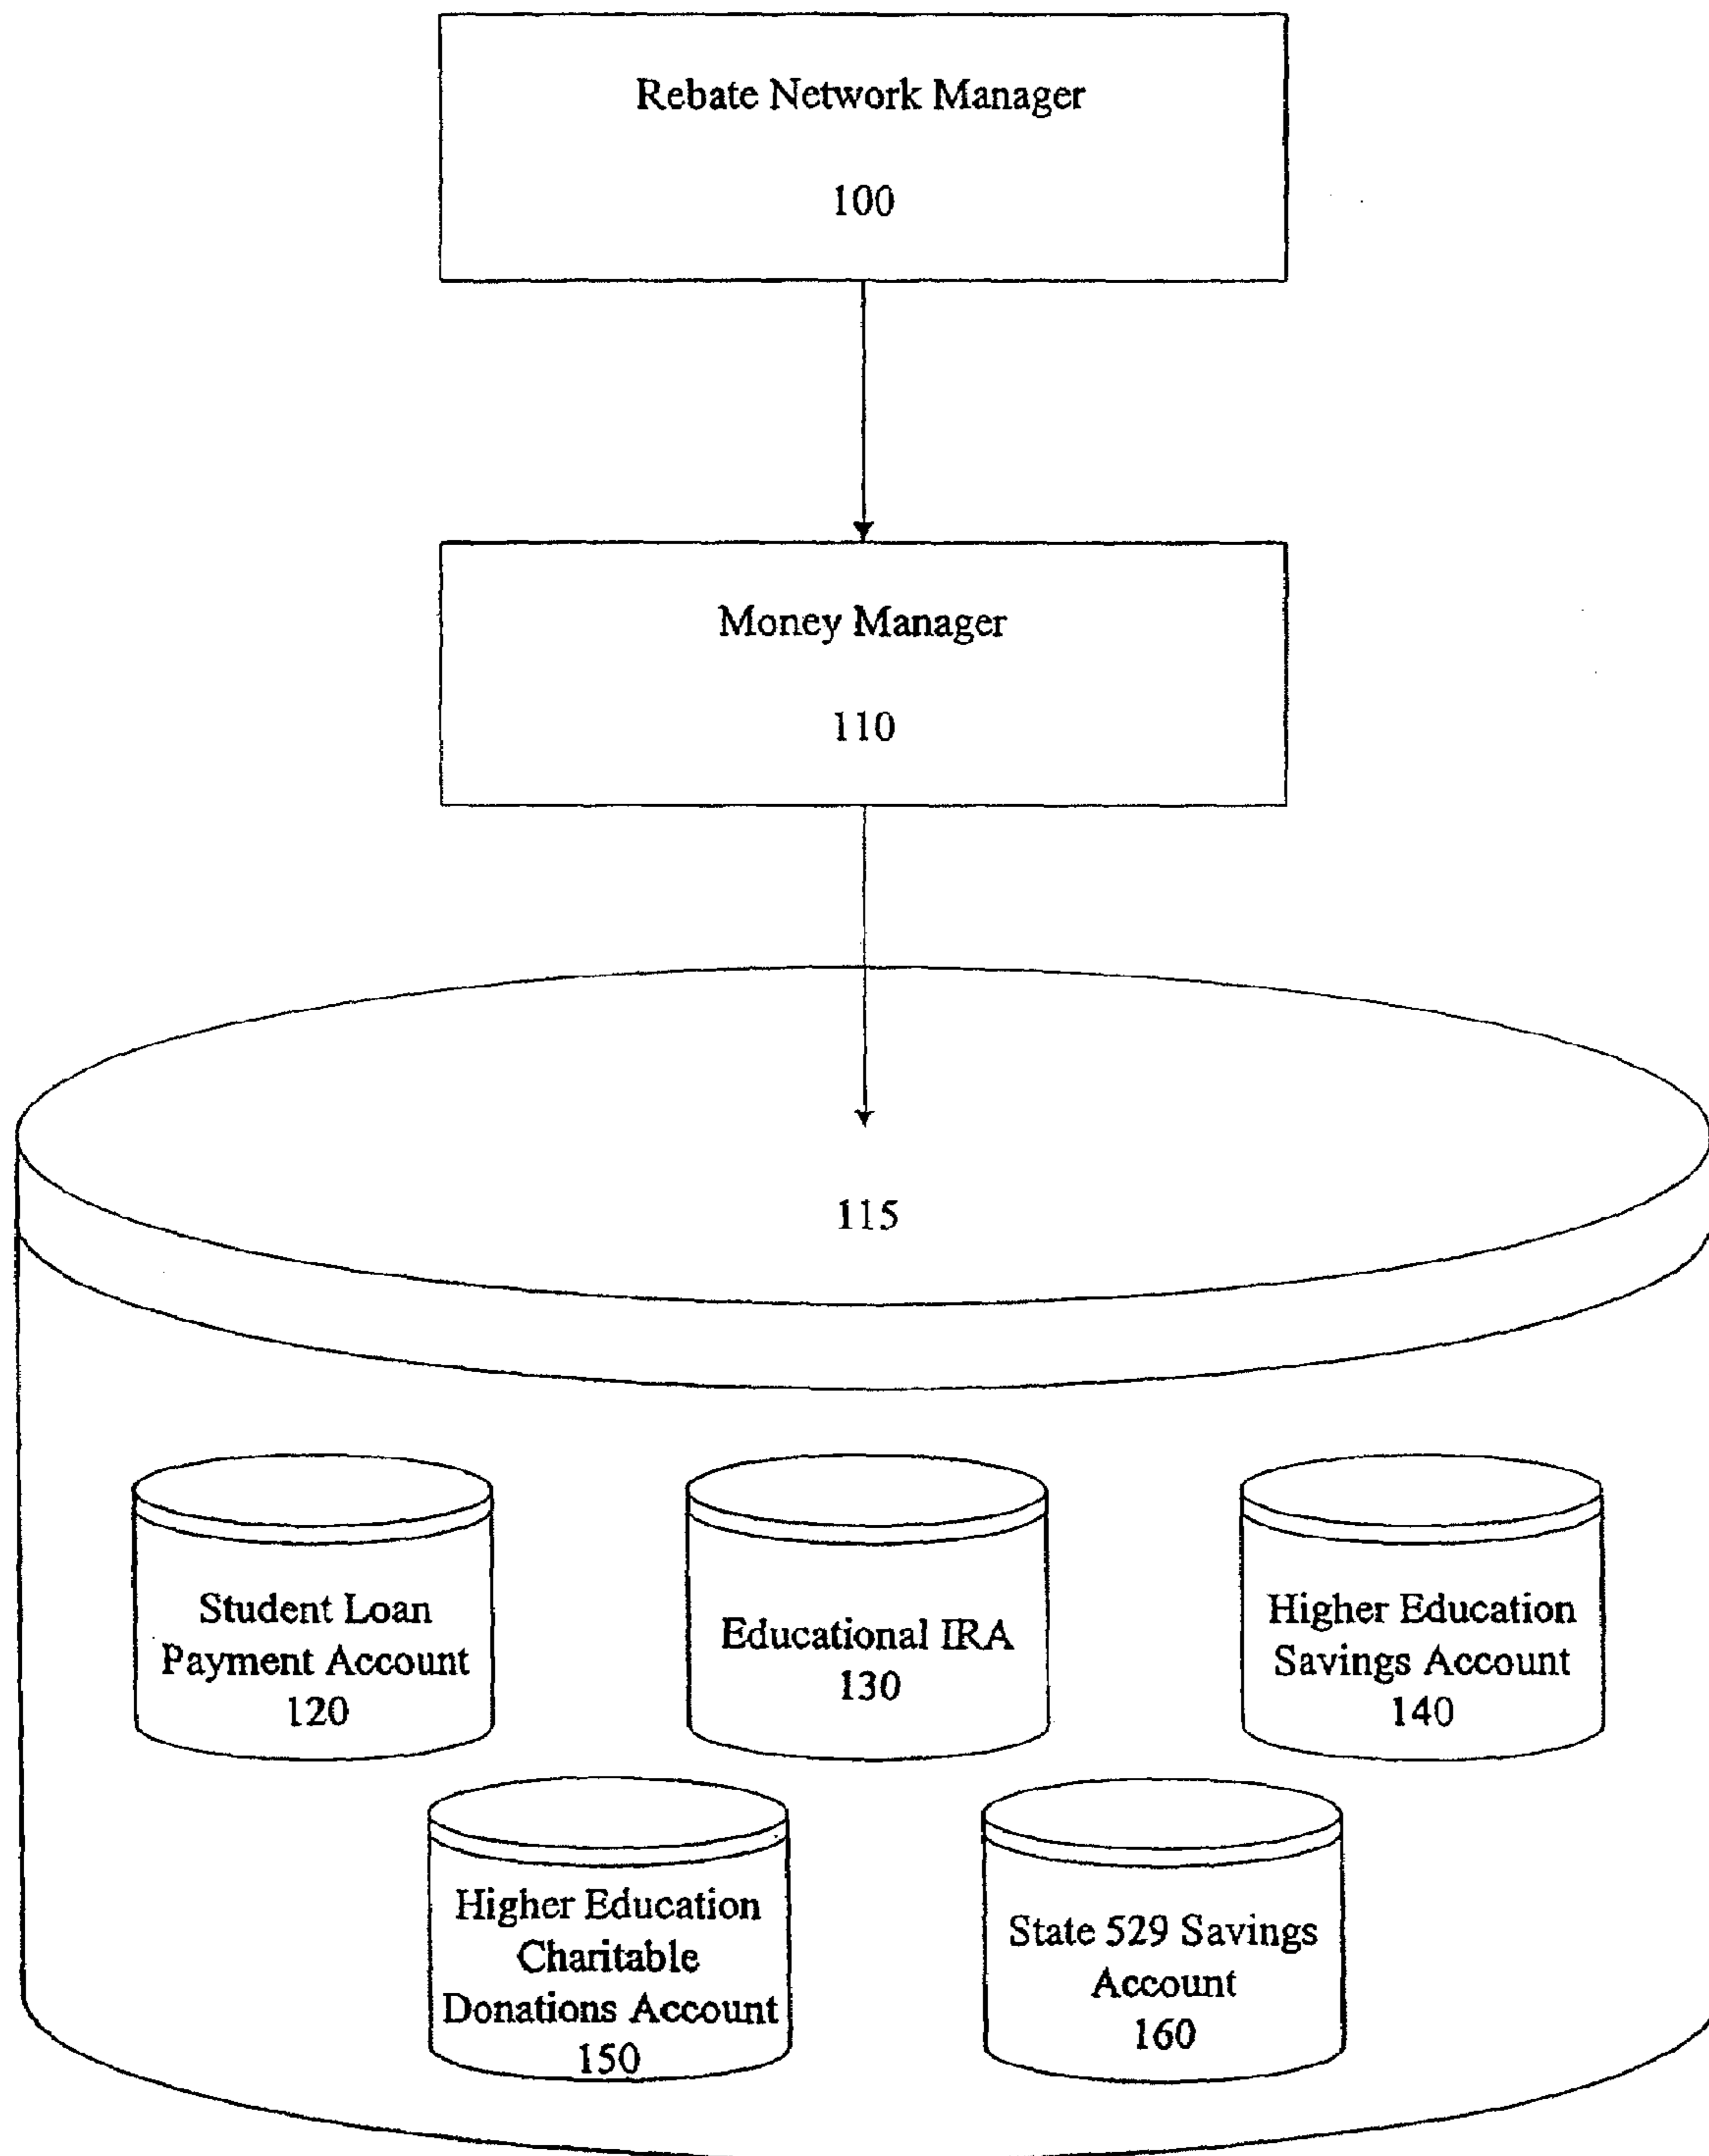 Rebate Network Manager
100
Money Manager
110
115
Student Loan
Payment Account
120
Educational IRA
130
Higher Education
Savings Account
140
Higher Education
Charitable
Donations Account
150
State 529 Savings
Account
160